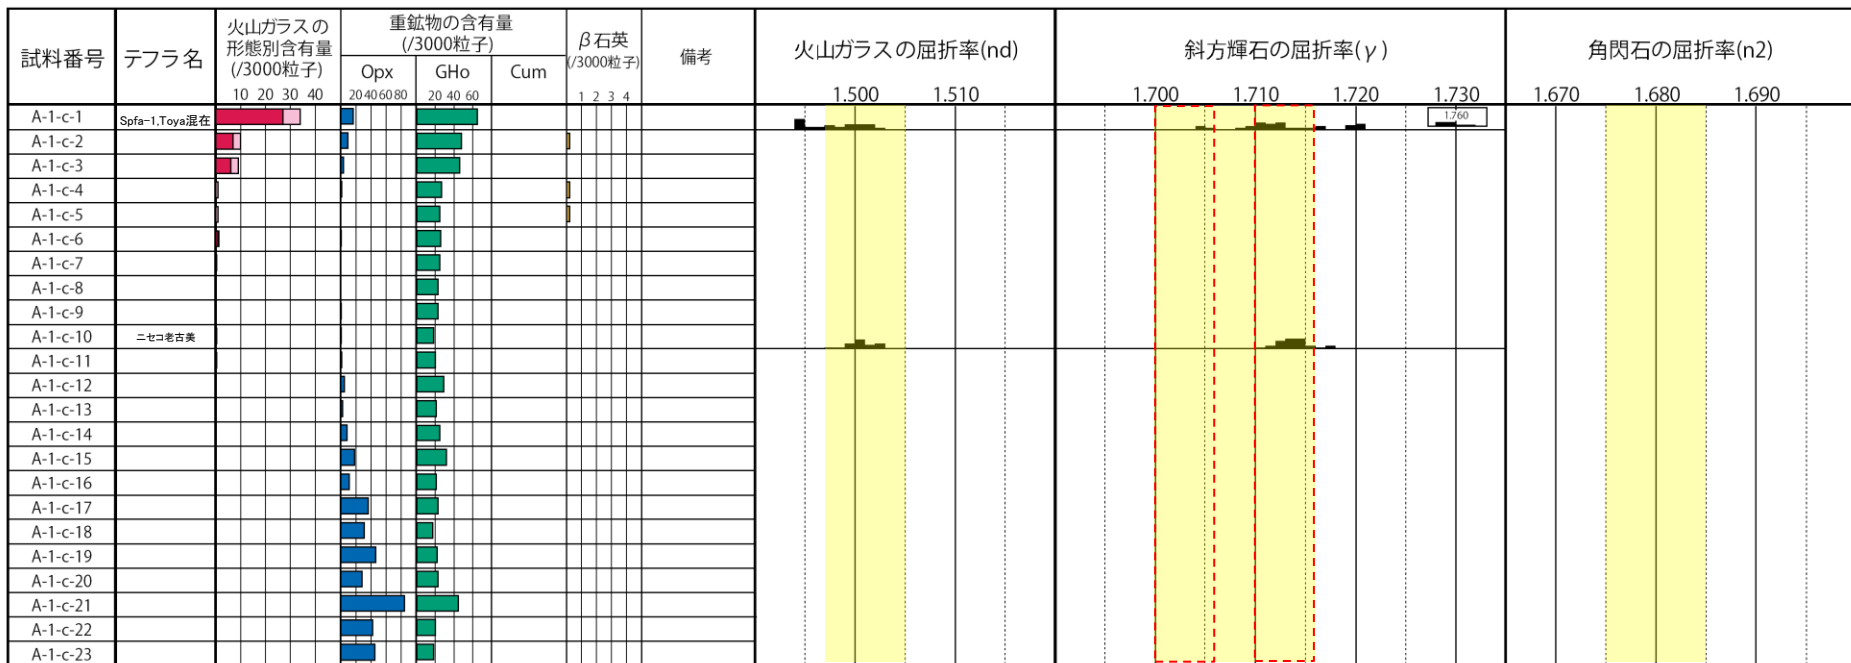 試料番号
テフラ名
火山ガラスの
形態別含有量
(/3000粒子)
10 20 30 40
重鉱物の含有量
(/3000粒子)
Opx
20 40 60 80
GHo
20 40 60
Cum
β石英
(/3000粒子)
1 2 3 4
備考
火山ガラスの屈折率(nd)
1.500 1.510
斜方輝石の屈折率(γ)
1.700 1.710 1.720 1.730
角閃石の屈折率(n2)
1.670 1.680 1.690
A-1-c-1 Spfa-1,Toya混在 1.760
A-1-c-2
A-1-c-3
A-1-c-4
A-1-c-5
A-1-c-6
A-1-c-7
A-1-c-8
A-1-c-9
A-1-c-10 ニセコ老古美
A-1-c-11
A-1-c-12
A-1-c-13
A-1-c-14
A-1-c-15
A-1-c-16
A-1-c-17
A-1-c-18
A-1-c-19
A-1-c-20
A-1-c-21
A-1-c-22
A-1-c-23